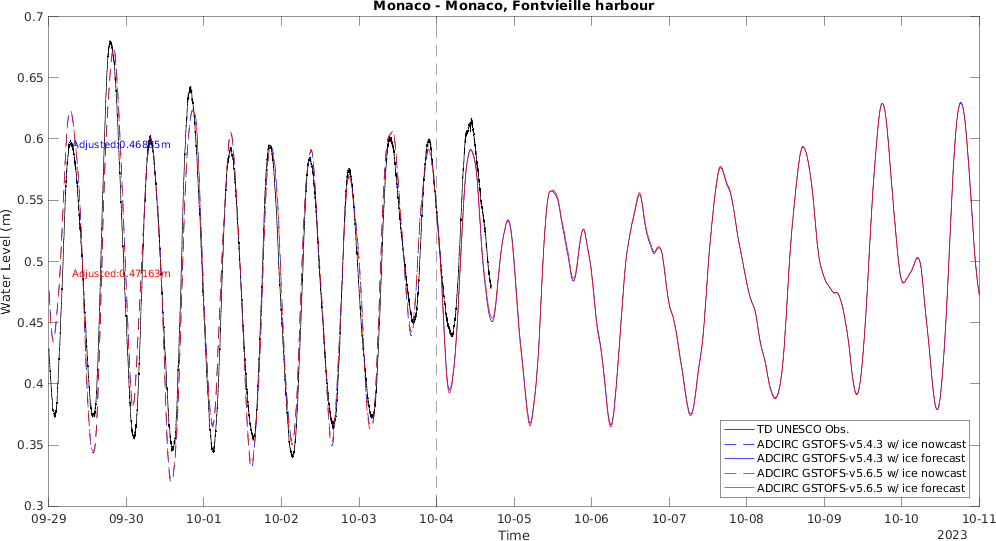 Monaco - Monaco, Fontvieille harbour
Water Level (m)
0.7
0.65
0.6
0.55
0.5
0.45
0.4
0.35
0.3
Adjusted:0.46885m
Adjusted:0.47163m
TD UNESCO Obs.
ADCIRC GSTOFS-v5.4.3 w/ ice nowcast
ADCIRC GSTOFS-v5.4.3 w/ ice forecast
ADCIRC GSTOFS-v5.6.5 w/ ice nowcast
ADCIRC GSTOFS-v5.6.5 w/ ice forecast
09-29 09-30 10-01 10-02 10-03 10-04 10-05 10-06 10-07 10-08 10-09 10-10 10-11
Time
2023